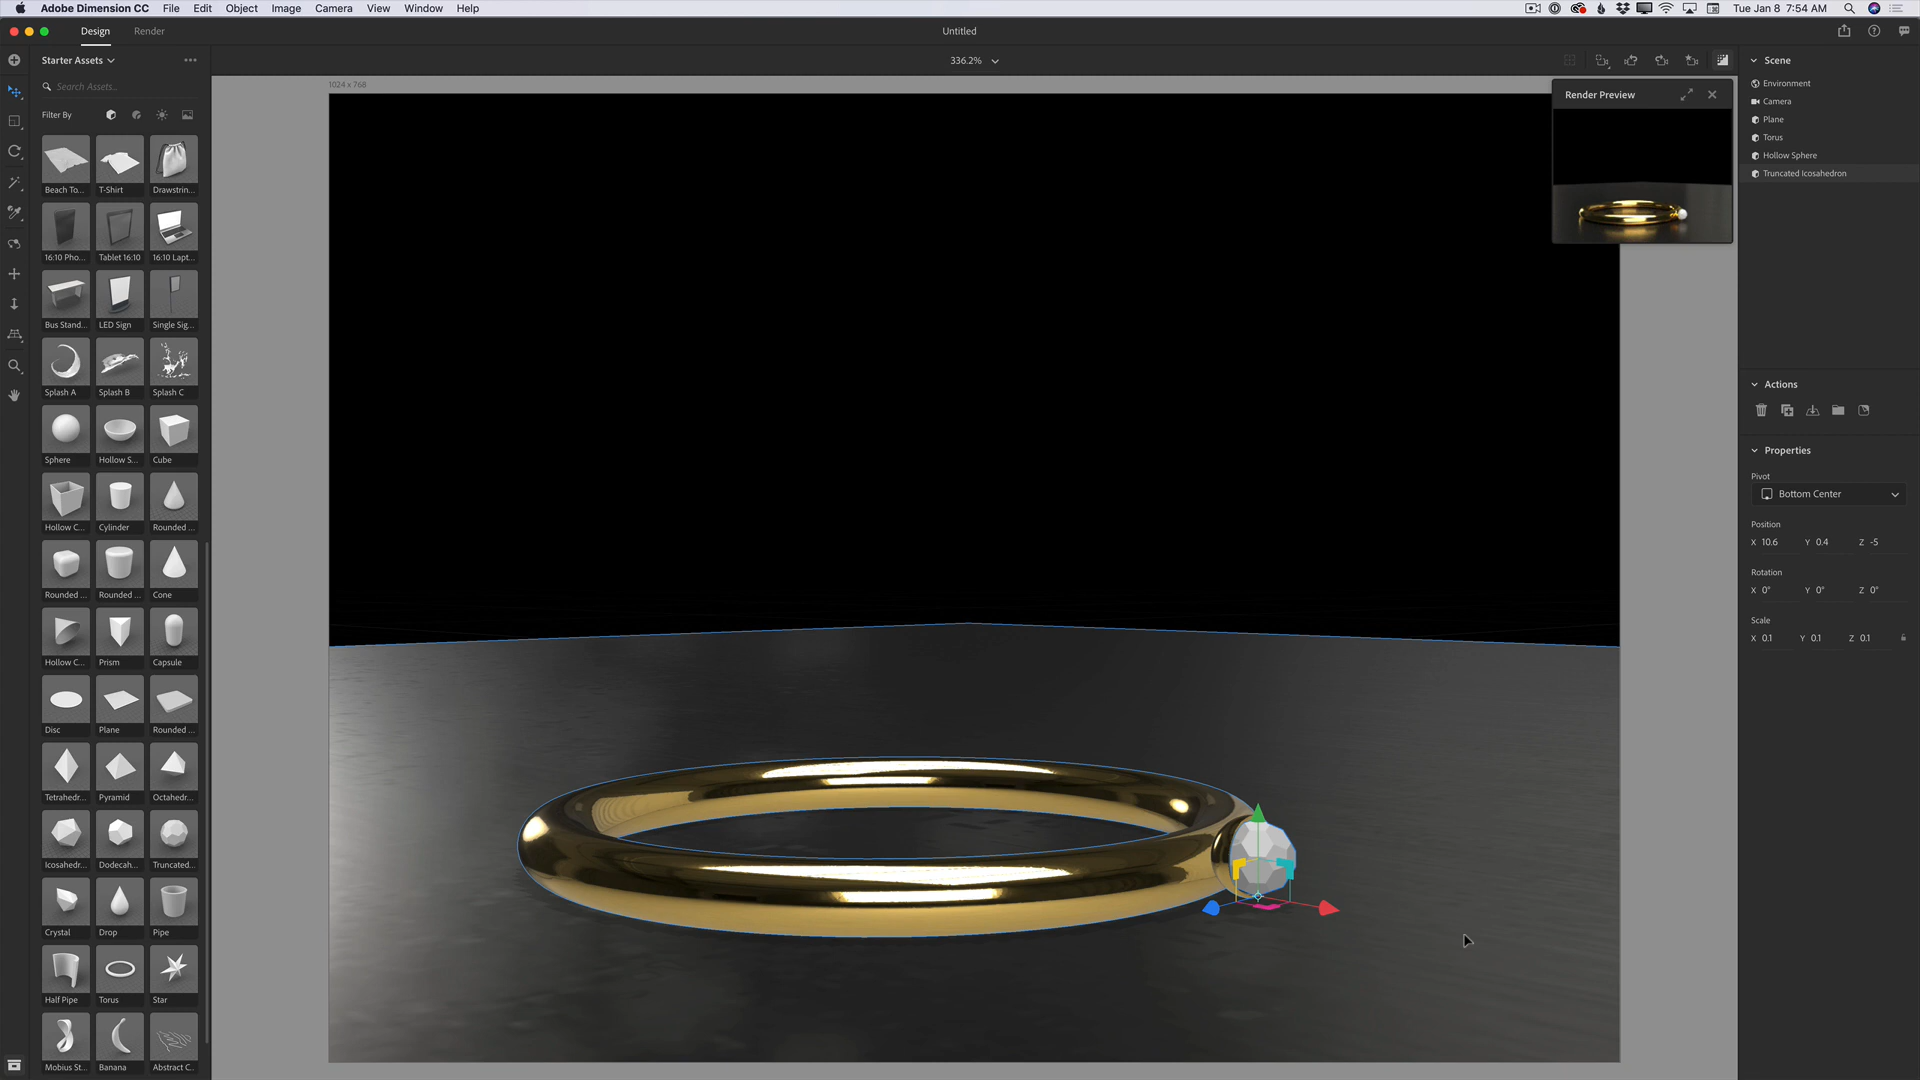 Adobe Dimension CC File Edit Object Image Camera View Window Help Tue Jan 8 7:54 AM
Design Render Untitled
Starter Assets 336.2% Scene
1024 x 768
Search Assets..
Filter By
Render Preview
Environment
Camera
Plane
Torus
Hollow Sphere
Truncated Icosahedron
Beach To... T-Shirt Drawstrin...
16:10 Pho... Tablet 16:10 16:10 Lapt...
Bus Stand... LED Sign Single Sig...
Splash A Splash B Splash C
Sphere Hollow S... Cube
Hollow C... Cylinder Rounded ...
Rounded ... Rounded ... Cone
Hollow C... Prism Capsule
Disc Plane Rounded ...
Tetrahedr... Pyramid Octahedr...
Icosahedr... Dodecah... Truncated...
Crystal Drop Pipe
Half Pipe Torus Star
Mobius St... Banana Abstract C...
Actions
Properties
Pivot
Bottom Center
Position
X 10.6 Y 0.4 Z -5
Rotation
X 0° Y 0° Z 0°
Scale
X 0.1 Y 0.1 Z 0.1